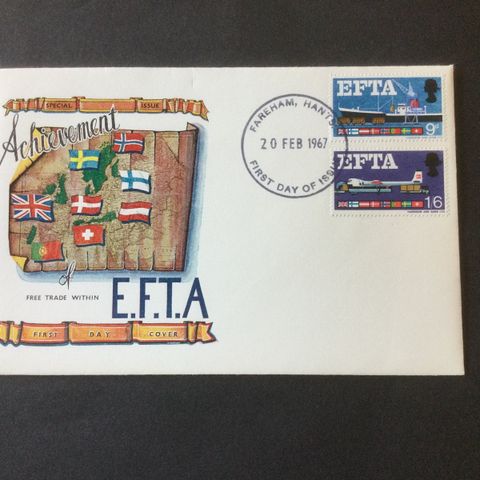 SPECIAL ISSUE
Achievement
of
FREE TRADE WITHIN E.F.T.A
FIRST DAY COVER
FAREHAM, HANTS
20 FEB 1967
FIRST DAY OF ISSUE
EFTA
9D
EFTA
1/6